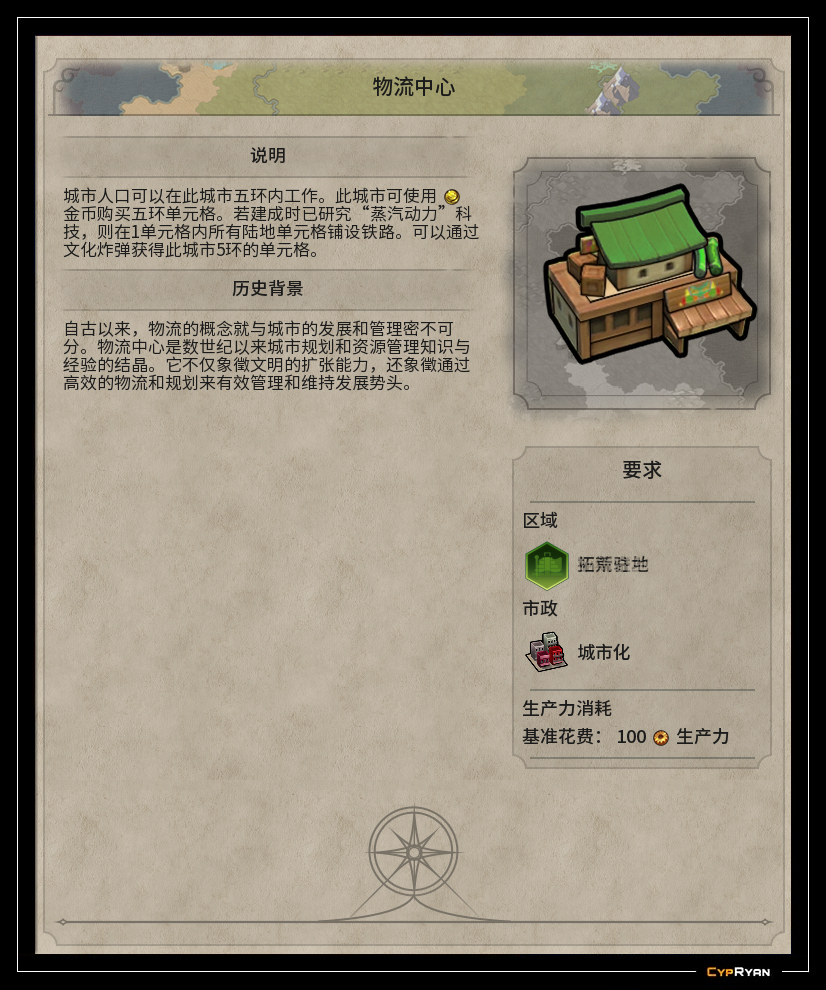 物流中心
说明
城市人口可以在此城市五环内工作。此城市可使用
金币购买五环单元格。若建成时已研究“蒸汽动力”科
技，则在1单元格内所有陆地单元格铺设铁路。可以通过
文化炸弹获得此城市5环的单元格。
历史背景
自古以来，物流的概念就与城市的发展和管理密不可
分。物流中心是数世纪以来城市规划和资源管理知识与
经验的结晶。它不仅象徵文明的扩张能力，还象徵通过
高效的物流和规划来有效管理和维持发展势头。
要求
区域
拓荒驻地
市政
城市化
生产力消耗
基准花费： 100 生产力
CypRyan